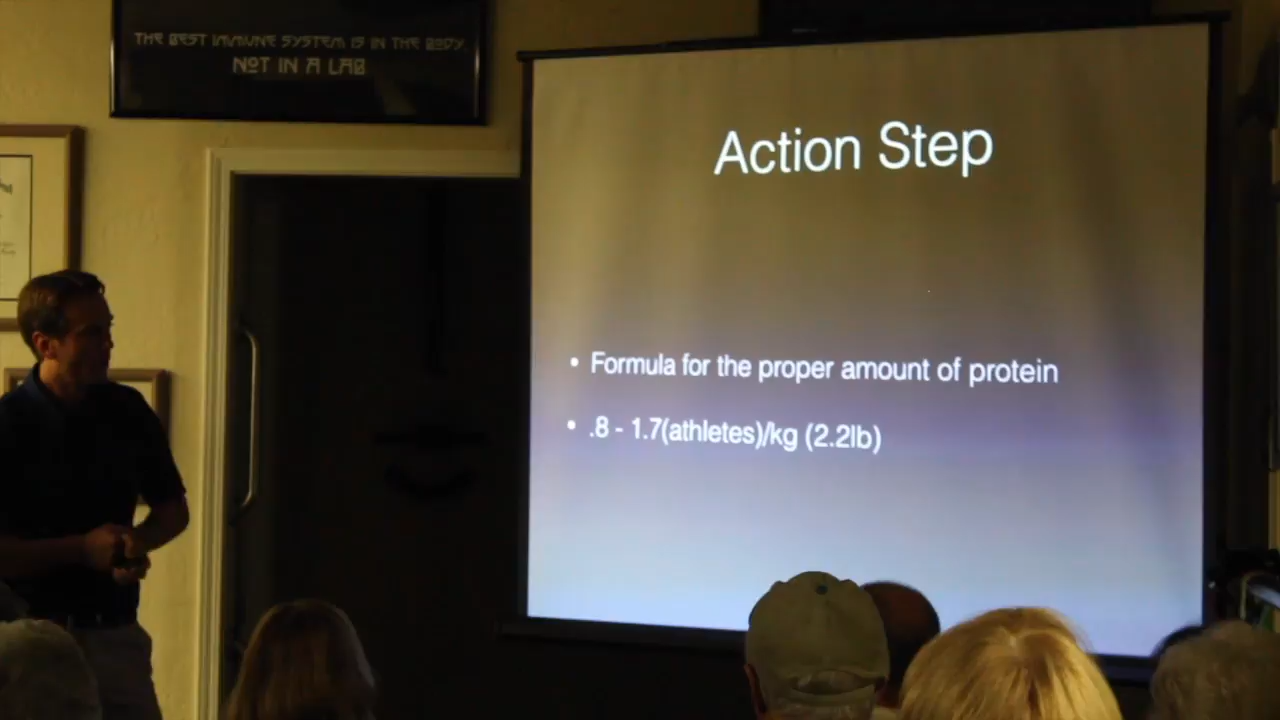 THE BEST IMMUNE SYSTEM IS IN THE BODY,
NOT IN A LAB
Action Step
• Formula for the proper amount of protein
• .8 - 1.7(athletes)/kg (2.2lb)